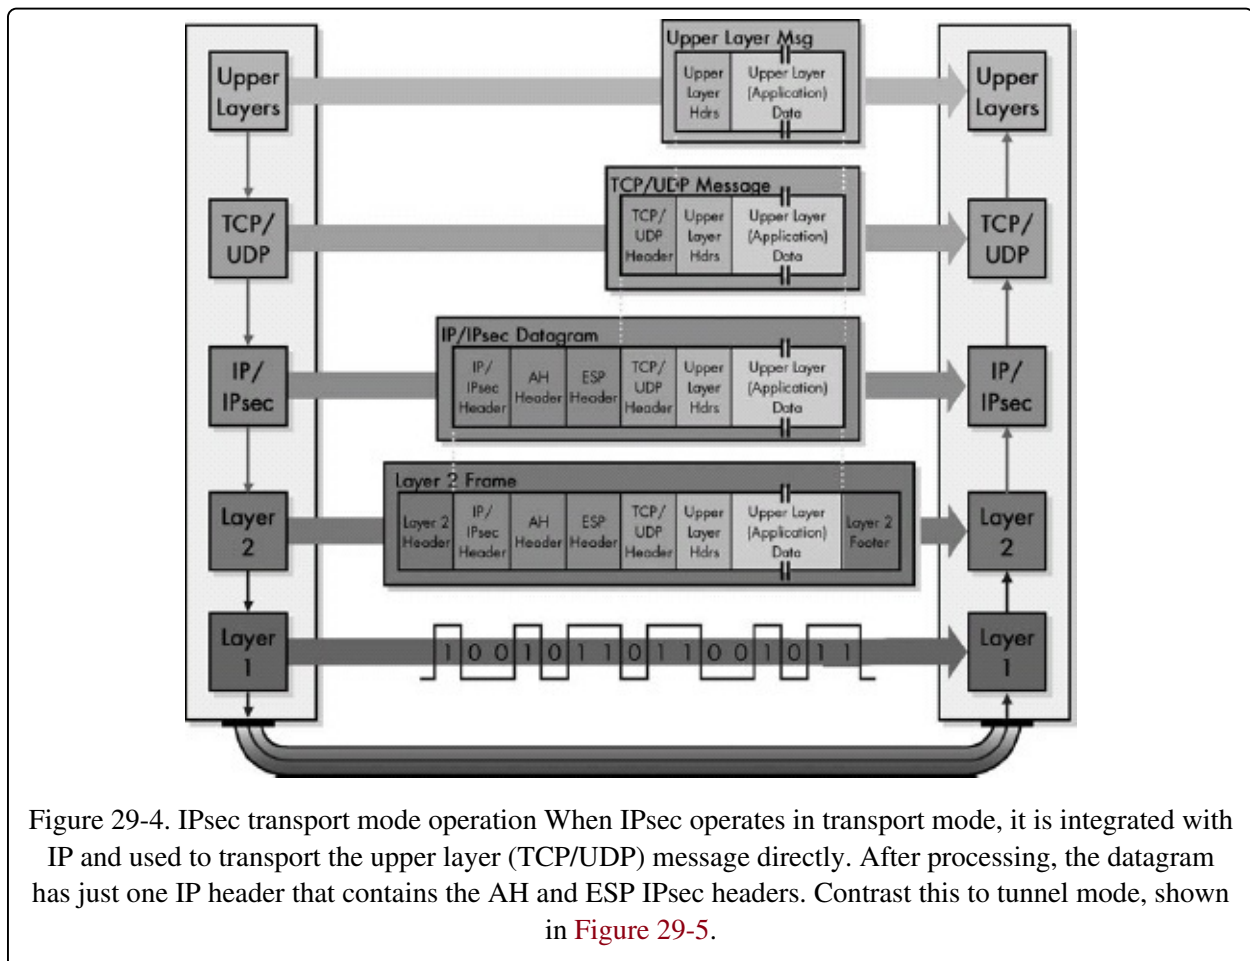 Upper Layer Msg
Upper
Layers
Upper
Layer
Hdrs
Upper Layer
(Application)
Data
Upper
Layers
TCP/UDP Message
TCP/
UDP
TCP/
UDP
Header
Upper
Layer
Hdrs
Upper Layer
(Application)
Data
TCP/
UDP
IP/IPsec Datagram
IP/
IPsec
IP/
IPsec
Header
AH
Header
ESP
Header
TCP/
UDP
Header
Upper
Layer
Hdrs
Upper Layer
(Application)
Data
IP/
IPsec
Layer 2 Frame
Layer
2
Layer 2
Header
IP/
IPsec
Header
AH
Header
ESP
Header
TCP/
UDP
Header
Upper
Layer
Hdrs
Upper Layer
(Application)
Data
Layer 2
Footer
Layer
2
Layer
1
1 0 0 1 0 1 1 0 1 1 0 0 1 0 1 1
Layer
1
Figure 29-4. IPsec transport mode operation When IPsec operates in transport mode, it is integrated with
IP and used to transport the upper layer (TCP/UDP) message directly. After processing, the datagram
has just one IP header that contains the AH and ESP IPsec headers. Contrast this to tunnel mode, shown
in Figure 29-5.